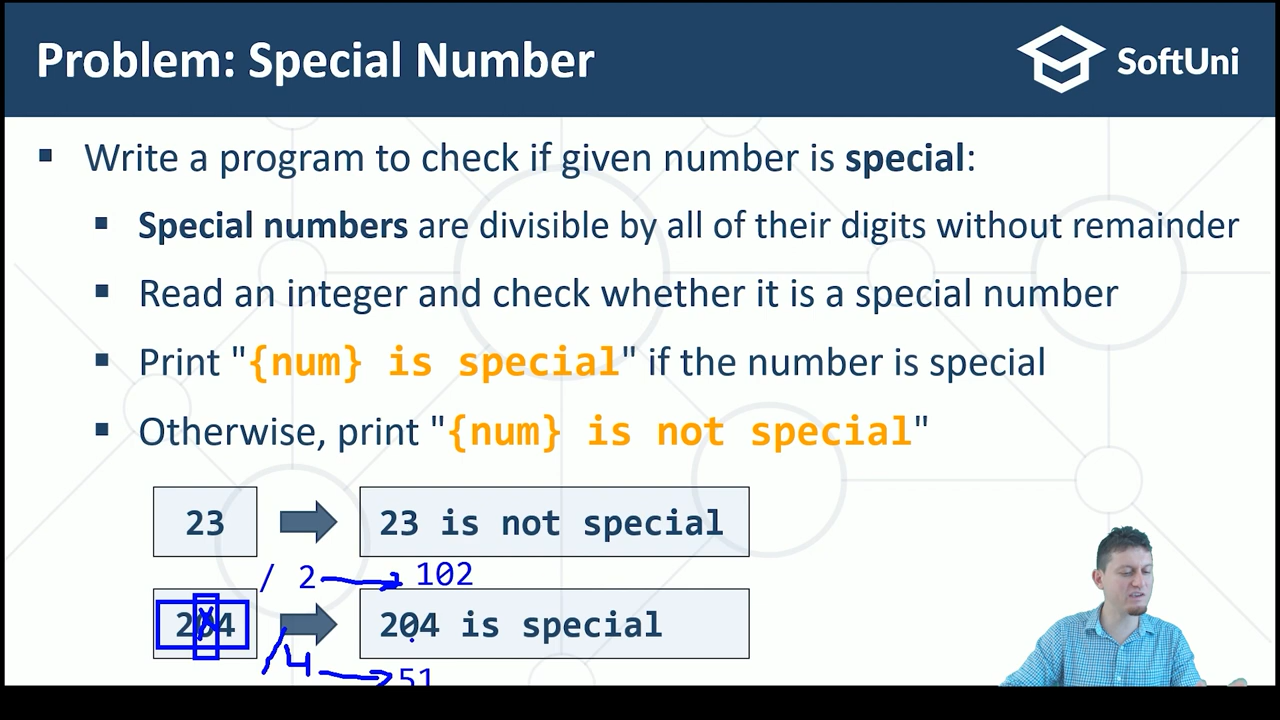 Problem: Special Number
SoftUni
▪ Write a program to check if given number is special:
▪ Special numbers are divisible by all of their digits without remainder
▪ Read an integer and check whether it is a special number
▪ Print "{num} is special" if the number is special
▪ Otherwise, print "{num} is not special"
23
23 is not special
/ 2 102
204
204 is special
/4 51